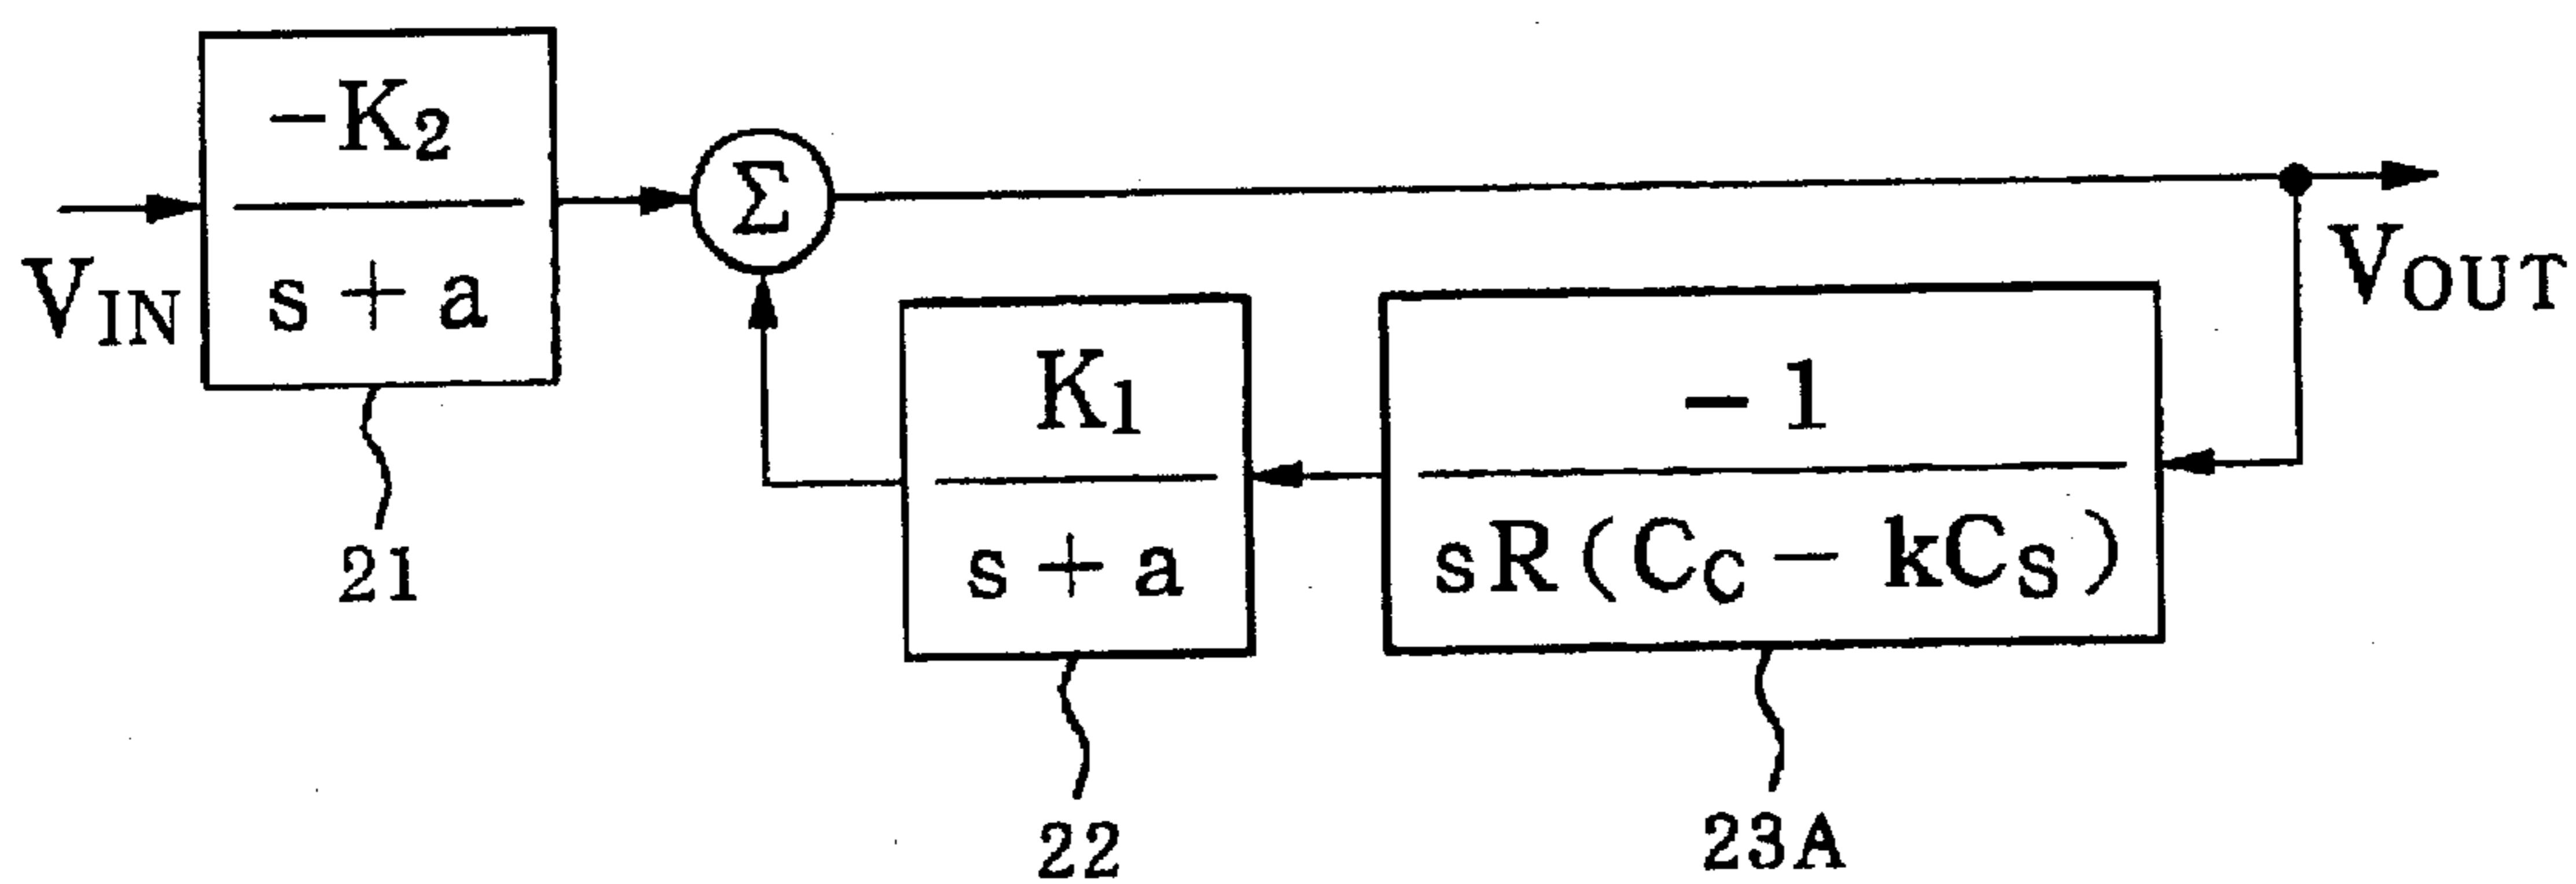 -K2
s + a
VIN
21
Σ
K1
s + a
22
-1
sR(CC - kCS)
23A
VOUT